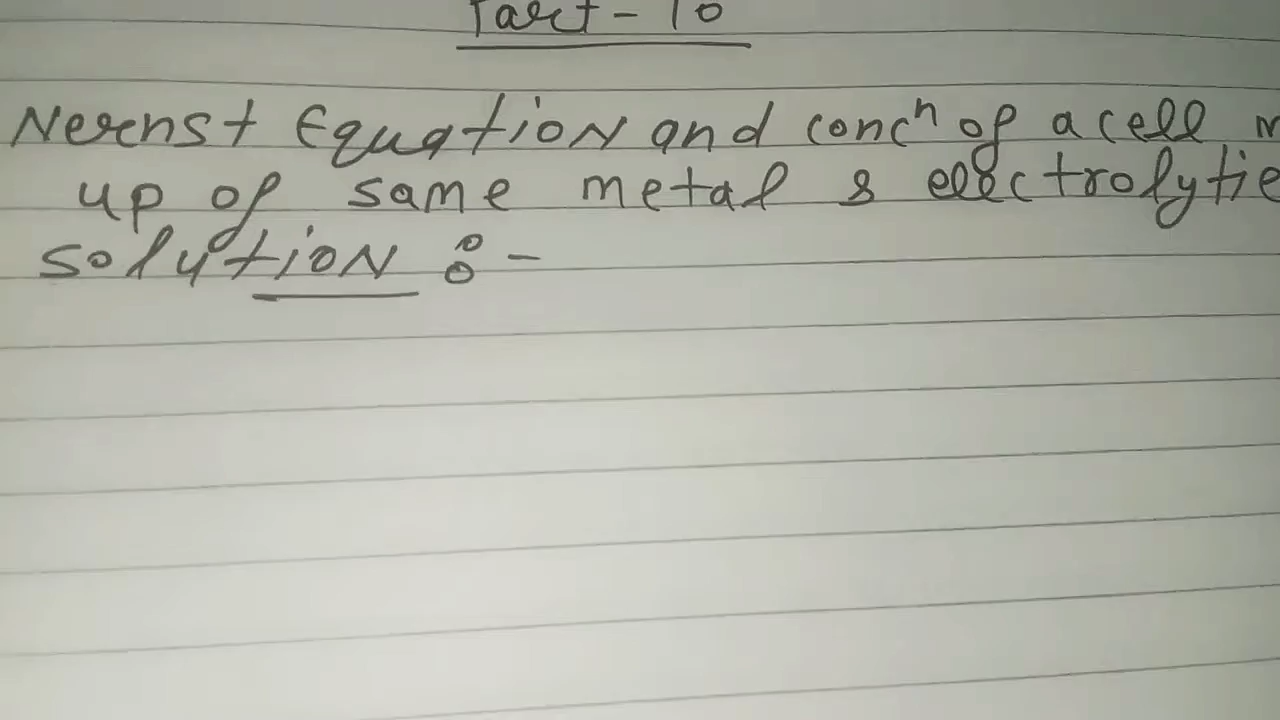 Part - 10
Nernst Equation and concn of a cell
up of same metal & electrolytic
solution :-